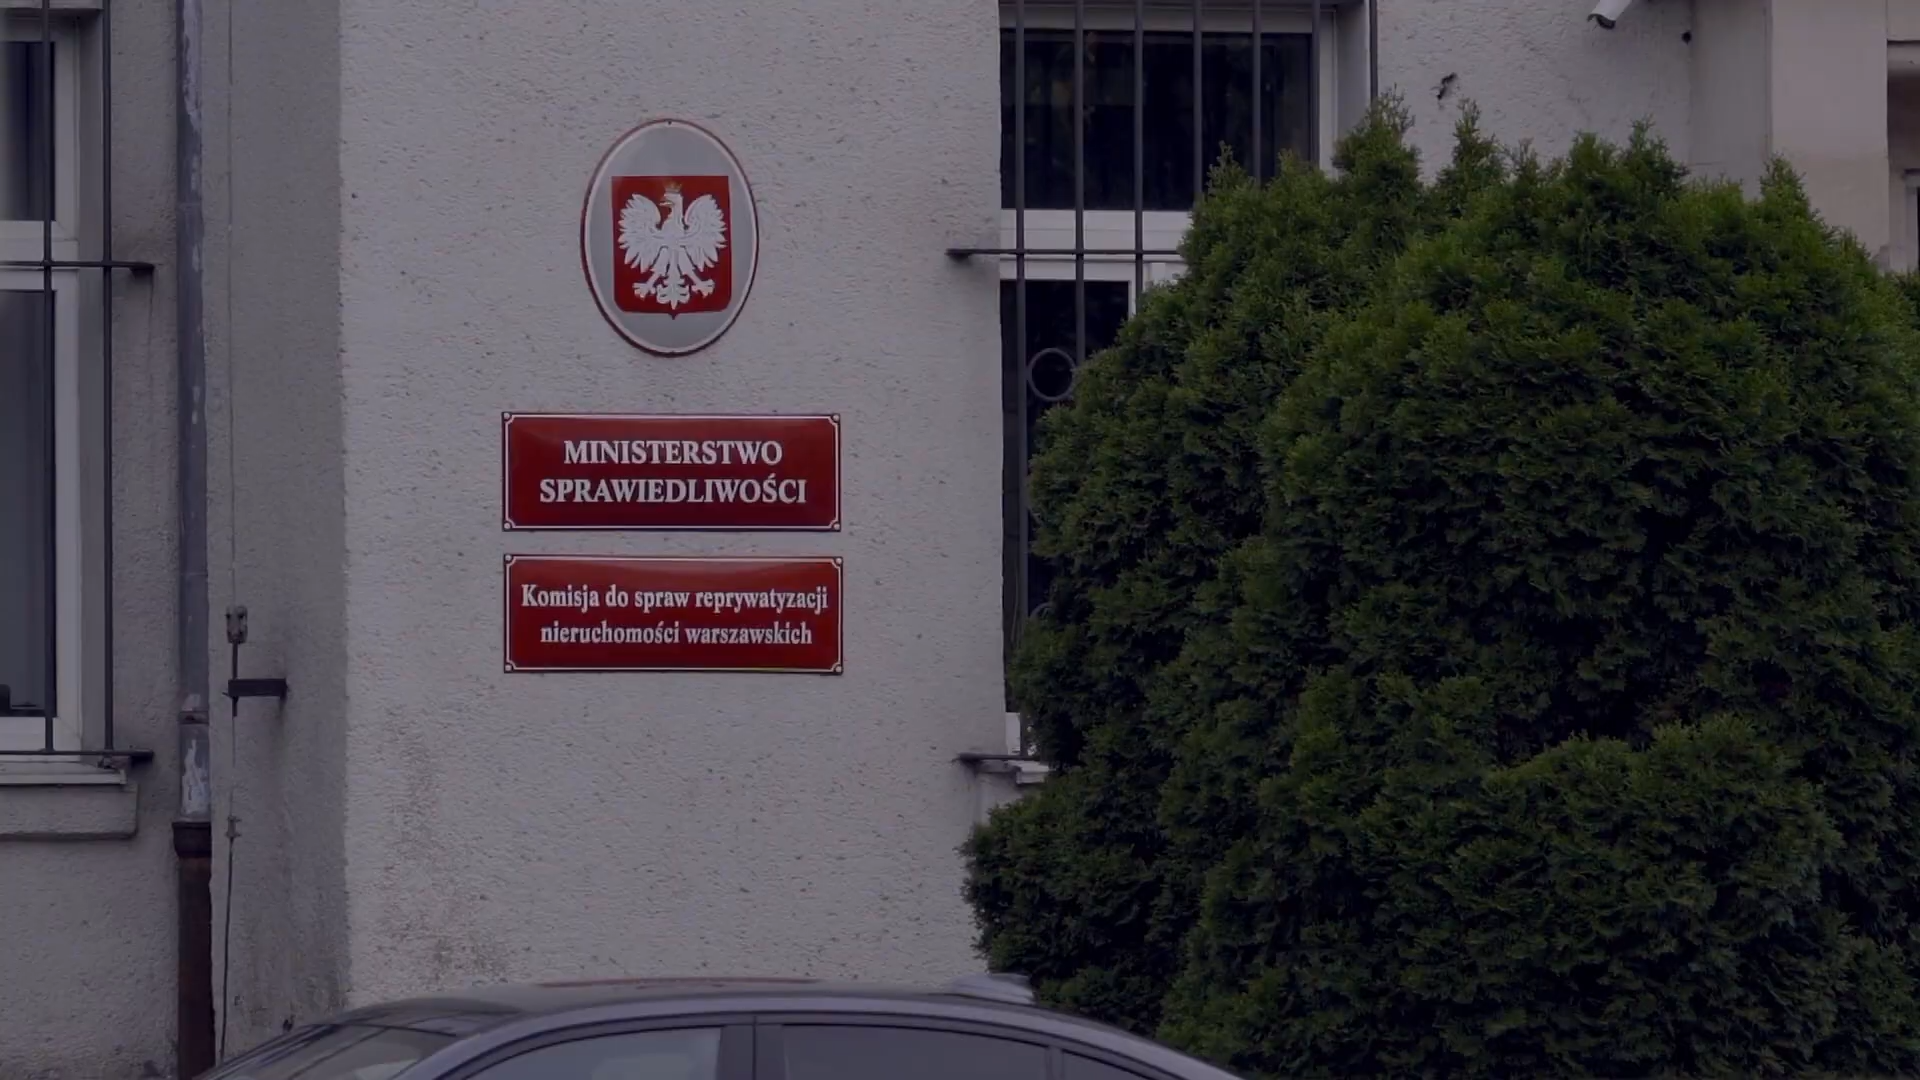 MINISTERSTWO
SPRAWIEDLIWOŚCI
Komisja do spraw reprywatyzacji
nieruchomości warszawskich